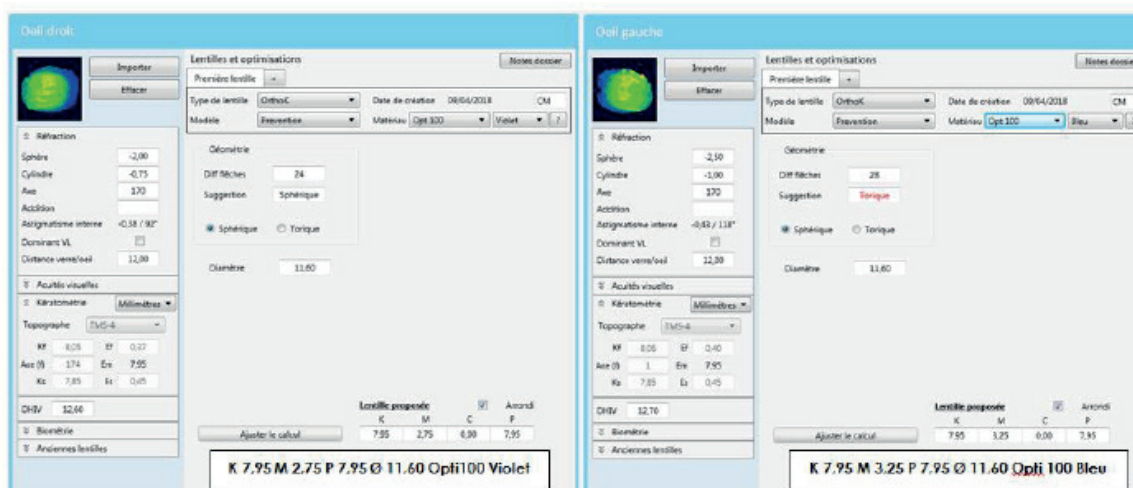 Oeil droit
Importer
Effacer
Lentilles et optimisations
Notes dossier
Première lentille +
Type de lentille OrthoK Date de création 09/04/2018 CM
Modèle Prevention Matériau Opt 100 Violet ?
Réfraction
Sphère -2,00
Cylindre -0,75
Axe 170
Addition
Astigmatisme interne -0,58 / 92°
Dominant VL
Distance verre/oeil 12,00
Géométrie
Diff flèches 24
Suggestion Sphérique
Sphérique Torique
Diamètre 11,60
Acuités visuelles
Kératométrie Millimètres
Topographe TMS-4
Kf 8,05 Ef
Axe (f) 174 Em 7,95
Ks 7,85 Es 0,45
DHIV 12,60
Biométrie
Anciennes lentilles
Lentille proposée Arrondi
K M C P
Ajuster le calcul 7,95 2,75 0,00 7,95
K 7.95 M 2,75 P 7.95 Ø 11.60 Opti100 Violet
Oeil gauche
Importer
Effacer
Lentilles et optimisations
Notes dossier
Première lentille +
Type de lentille OrthoK Date de création 09/04/2018 CM
Modèle Prevention Matériau Opt 100 Bleu
Réfraction
Sphère -2,50
Cylindre -1,00
Axe 170
Addition
Astigmatisme interne -0,63 / 118°
Dominant VL
Distance verre/oeil 12,00
Géométrie
Diff flèches 28
Suggestion Torique
Sphérique Torique
Diamètre 11,60
Acuités visuelles
Kératométrie Millimètres
Topographe TMS-4
Kf 8,06 Ef 0,40
Axe (f) 1 Em 7,95
Ks 7,85 Es 0,45
DHIV 12,70
Biométrie
Anciennes lentilles
Lentille proposée Arrondi
K M C P
Ajuster le calcul 7,95 3,25 0,00 7,95
K 7.95 M 3.25 P 7.95 Ø 11.60 Opti 100 Bleu